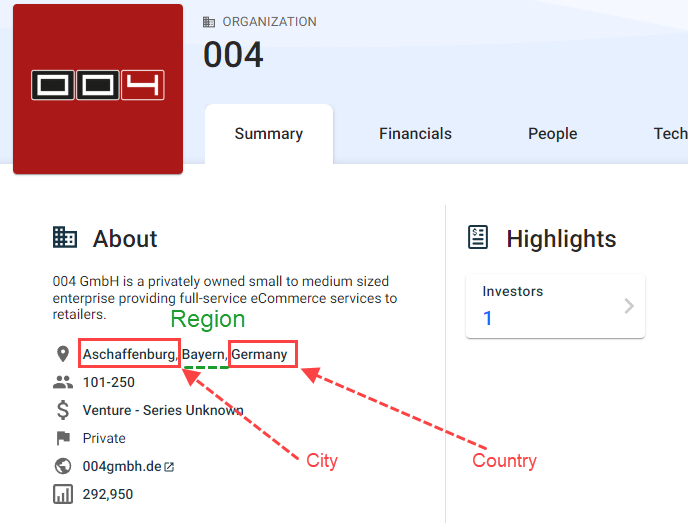 004
ORGANIZATION
004
Summary
Financials
People
Tech
About
004 GmbH is a privately owned small to medium sized
enterprise providing full-service eCommerce services to
retailers.
Region
Aschaffenburg, Bayern, Germany
101-250
Venture - Series Unknown
Private
004gmbh.de
292,950
City
Country
Highlights
Investors
1